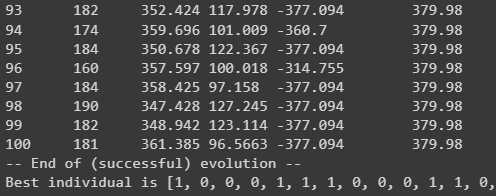 93 182 352.424 117.978 -377.094 379.98
94 174 359.696 101.009 -360.7 379.98
95 184 350.678 122.367 -377.094 379.98
96 160 357.597 100.018 -314.755 379.98
97 184 358.425 97.158 -377.094 379.98
98 190 347.428 127.245 -377.094 379.98
99 182 348.942 123.114 -377.094 379.98
100 181 361.385 96.5663 -377.094 379.98
-- End of (successful) evolution --
Best individual is [1, 0, 0, 0, 1, 1, 1, 0, 0, 0, 1, 1, 0,